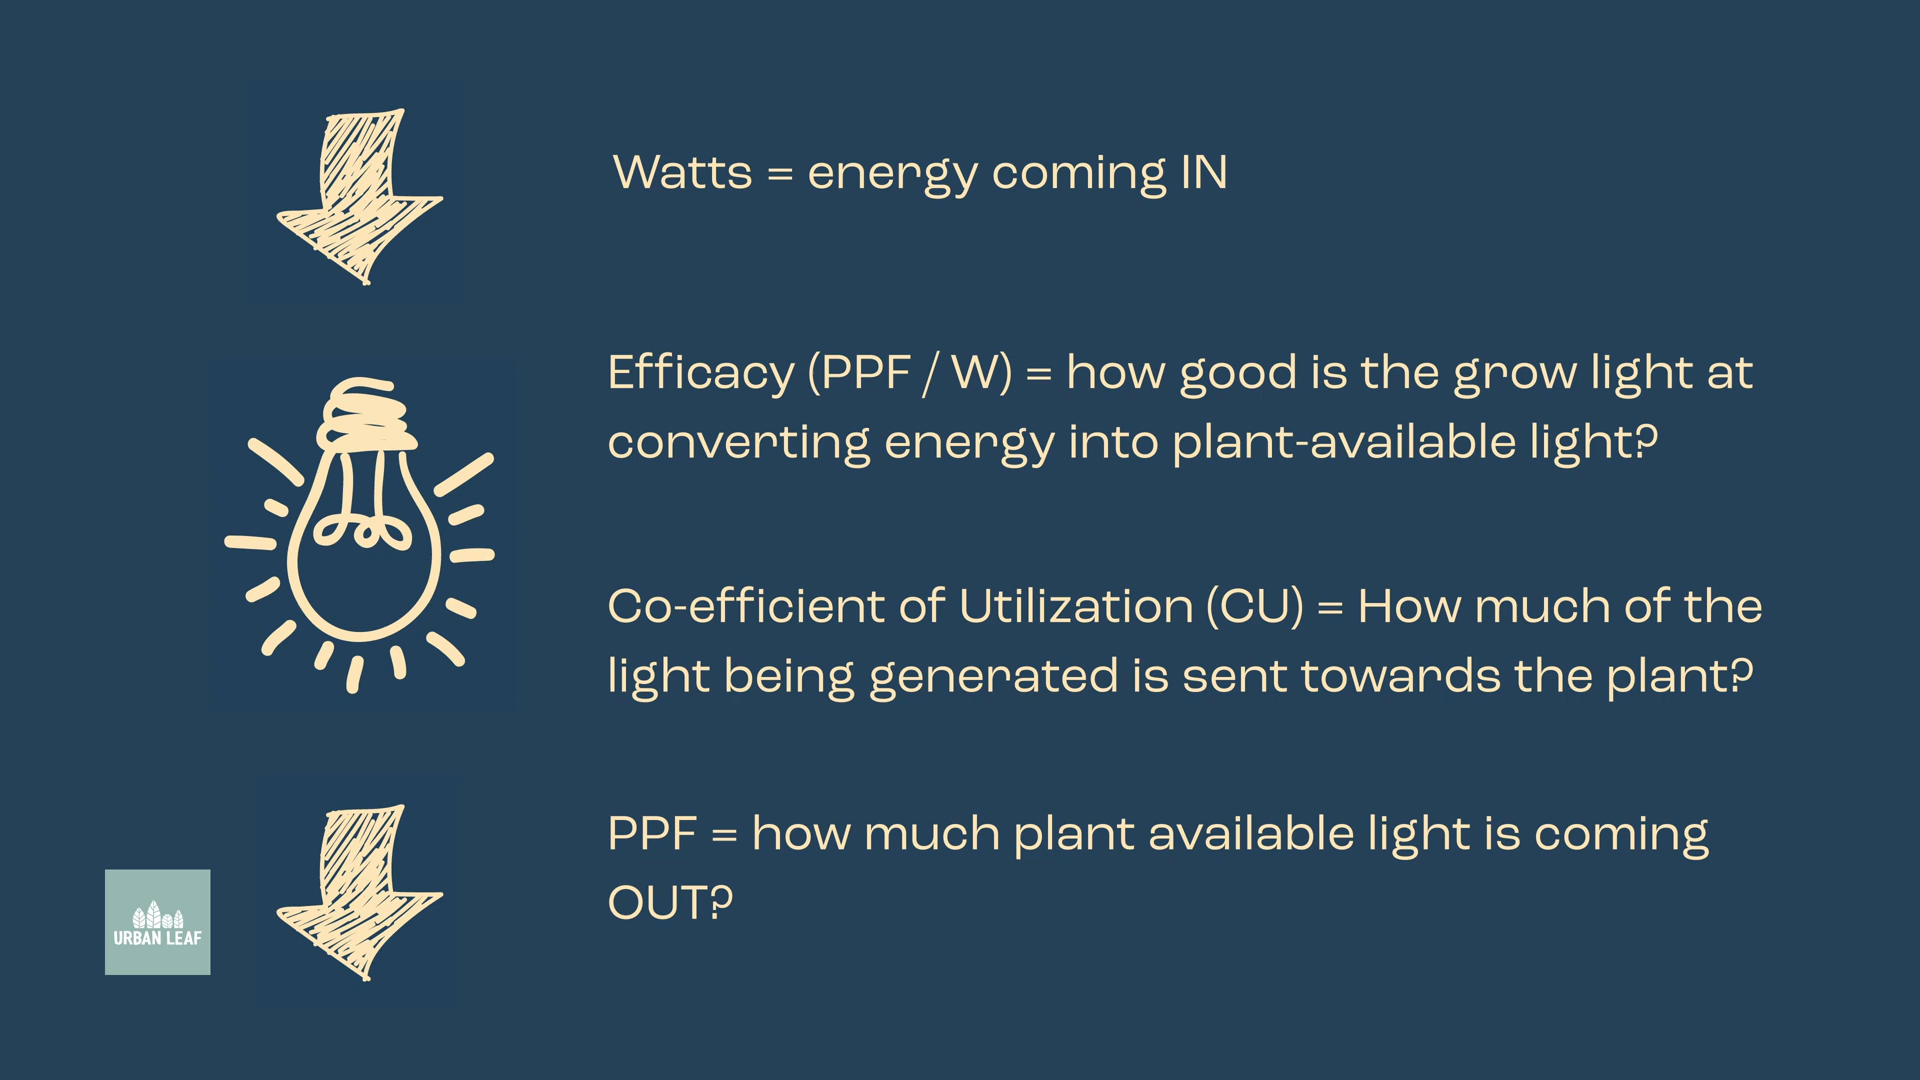 Watts = energy coming IN
Efficacy (PPF / W) = how good is the grow light at
converting energy into plant-available light?
Co-efficient of Utilization (CU) = How much of the
light being generated is sent towards the plant?
PPF = how much plant available light is coming
OUT?
URBAN LEAF